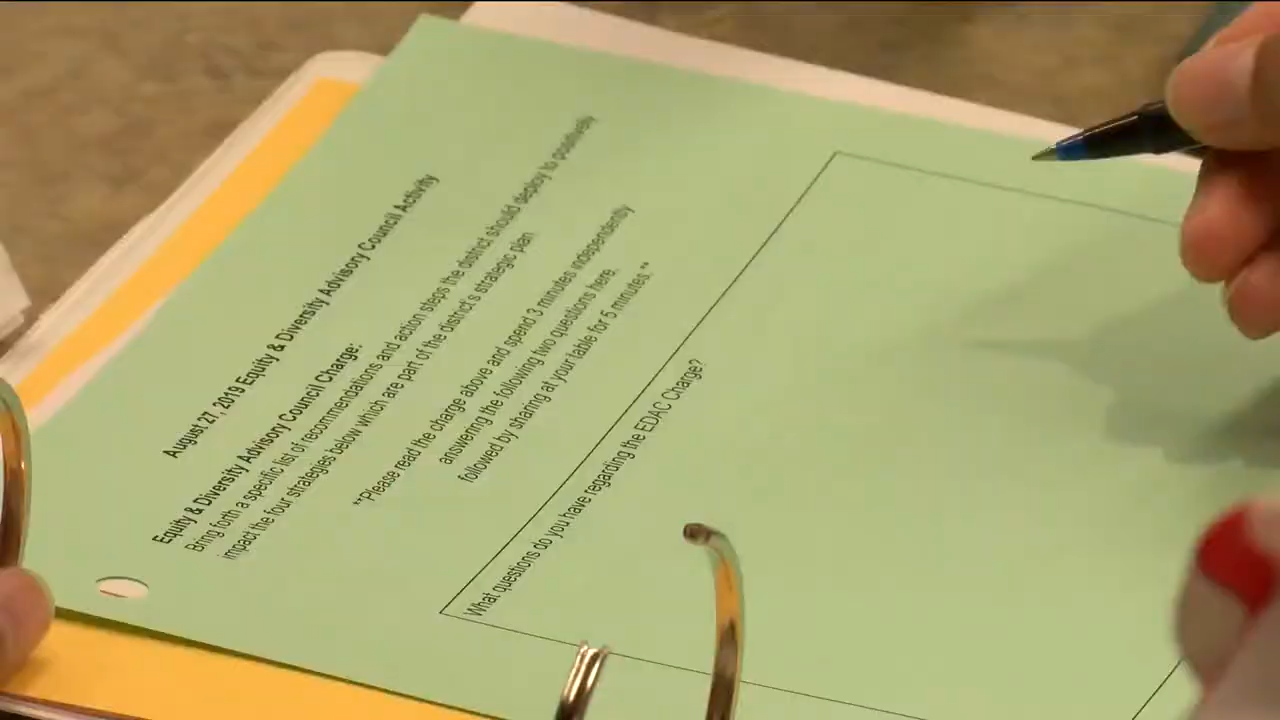 August 27, 2019 Equity & Diversity Advisory Council Activity
Equity & Diversity Advisory Council Charge:
Bring forth a specific list of recommendations and action steps the district should deploy to positively
impact the four strategies below which are part of the district's strategic plan
**Please read the charge above and spend 3 minutes independently
answering the following two questions here,
followed by sharing at your table for 5 minutes.**
What questions do you have regarding the EDAC Charge?